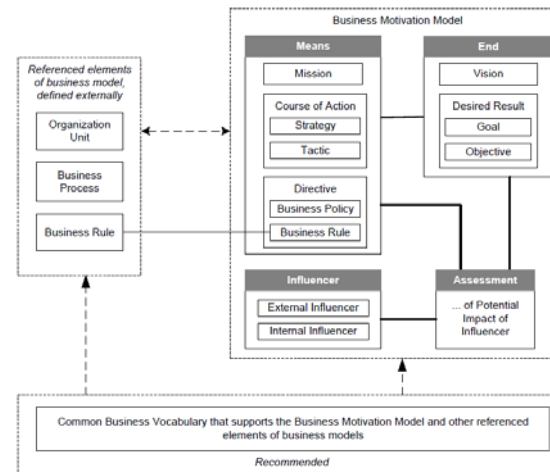 Business Motivation Model
Referenced elements
of business model,
defined externally
Organization
Unit
Business
Process
Business Rule
Means
Mission
Course of Action
Strategy
Tactic
Directive
Business Policy
Business Rule
End
Vision
Desired Result
Goal
Objective
Influencer
External Influencer
Internal Influencer
Assessment
... of Potential
Impact of
Influencer
Common Business Vocabulary that supports the Business Motivation Model and other referenced
elements of business models
Recommended